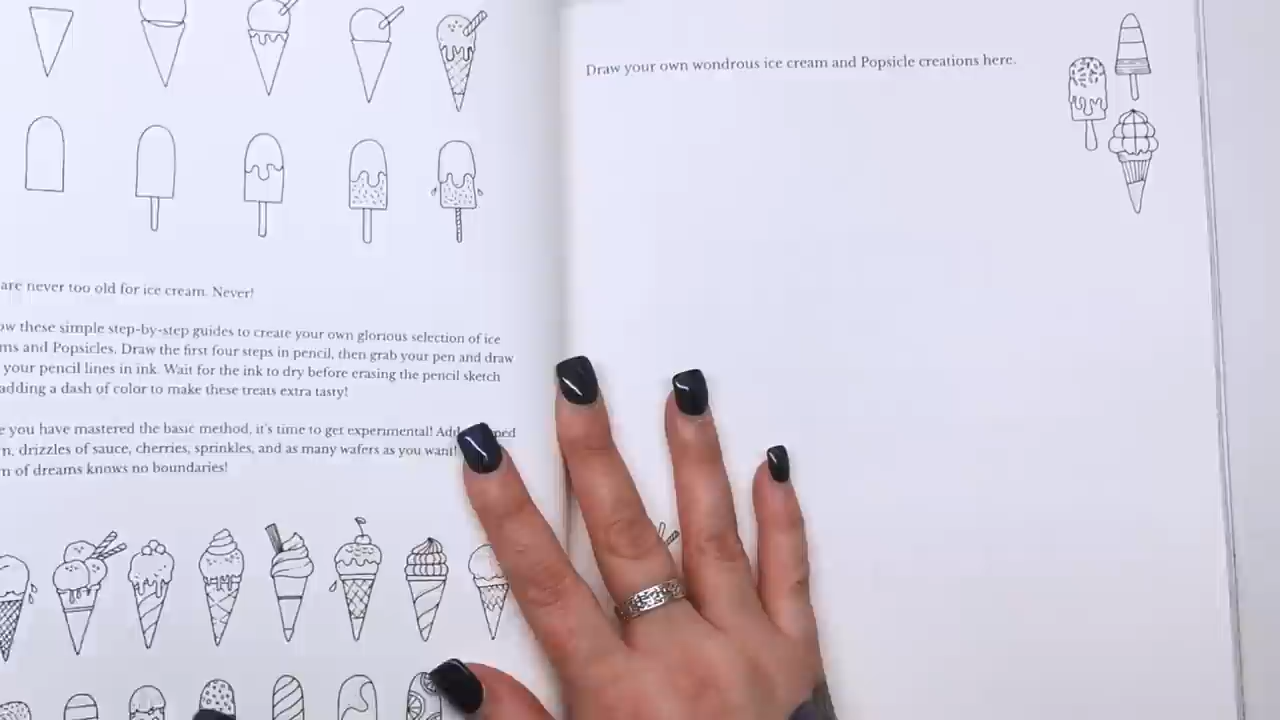 are never too old for ice cream. Never!
these simple step-by-step guides to create your own glorious selection of ice
and Popsicles. Draw the first four steps in pencil, then grab your pen and draw
your pencil lines in ink. Wait for the ink to dry before erasing the pencil sketch
adding a dash of color to make these treats extra tasty!
you have mastered the basic method, it's time to get experimental!
drizzles of sauce, cherries, sprinkles, and as many wafers as you want!
of dreams knows no boundaries!
Draw your own wondrous ice cream and Popsicle creations here.